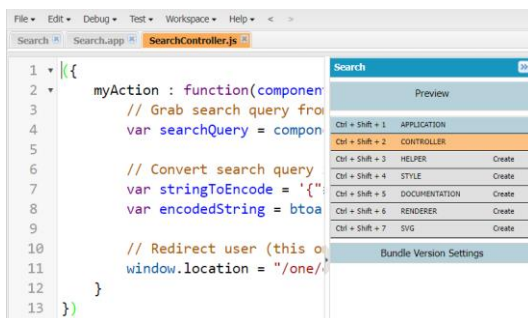 File Edit Debug Test Workspace Help < >
Search Search.app SearchController.js
1 ({
2 myAction : function(component
3 // Grab search query from
4 var searchQuery = compon
5
6 // Convert search query
7 var stringToEncode = '{"
8 var encodedString = btoa
9
10 // Redirect user (this o
11 window.location = "/one/
12 }
13 })
Search
Preview
Ctrl + Shift + 1 APPLICATION
Ctrl + Shift + 2 CONTROLLER
Ctrl + Shift + 3 HELPER Create
Ctrl + Shift + 4 STYLE Create
Ctrl + Shift + 5 DOCUMENTATION Create
Ctrl + Shift + 6 RENDERER Create
Ctrl + Shift + 7 SVG Create
Bundle Version Settings